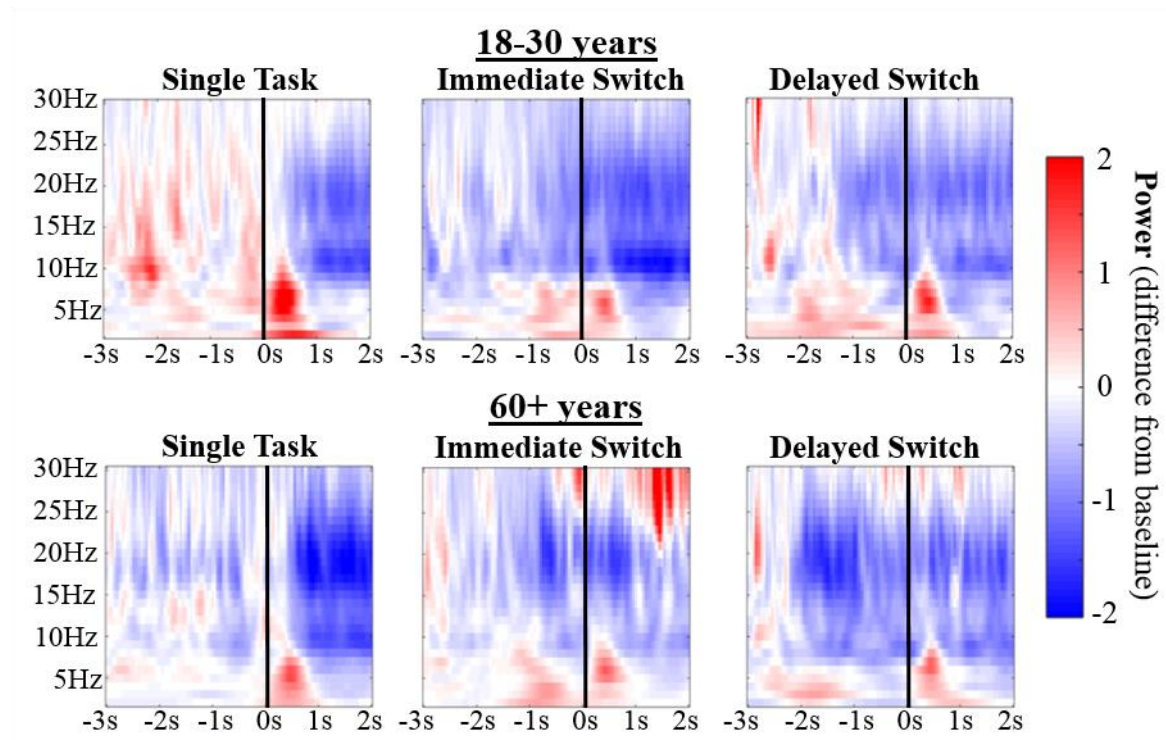 18-30 years
Single Task
Immediate Switch
Delayed Switch
30Hz
25Hz
20Hz
15Hz
10Hz
5Hz
-3s -2s -1s 0s 1s 2s
-3s -2s -1s 0s 1s 2s
-3s -2s -1s 0s 1s 2s
60+ years
Single Task
Immediate Switch
Delayed Switch
30Hz
25Hz
20Hz
15Hz
10Hz
5Hz
-3s -2s -1s 0s 1s 2s
-3s -2s -1s 0s 1s 2s
-3s -2s -1s 0s 1s 2s
2
1
0
-1
-2
Power (difference from baseline)